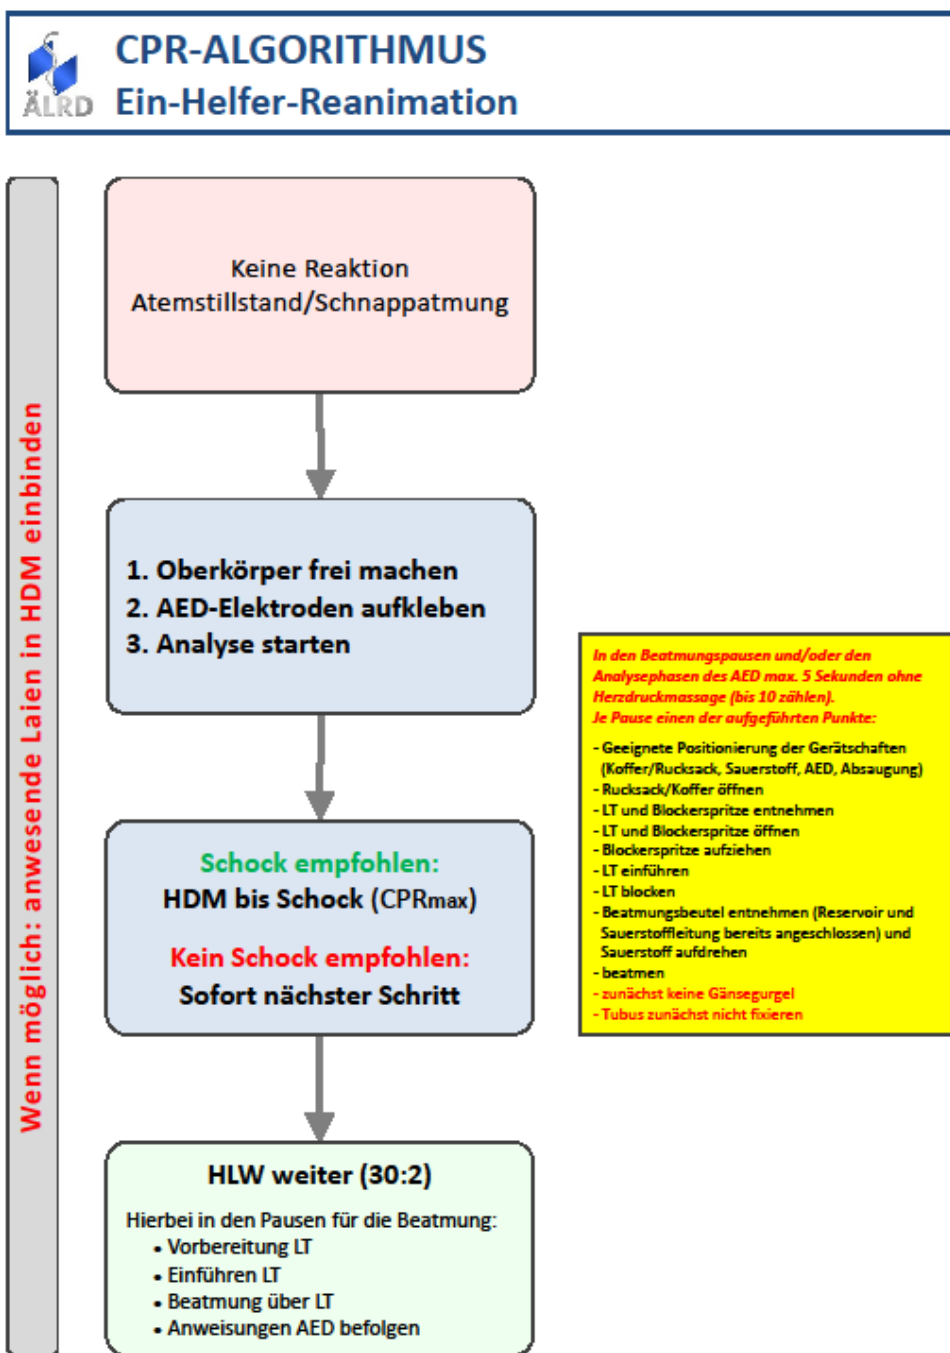 ÄLRD
CPR-ALGORITHMUS
Ein-Helfer-Reanimation
Wenn möglich: anwesende Laien in HDM einbinden
Keine Reaktion
Atemstillstand/Schnappatmung
1. Oberkörper frei machen
2. AED-Elektroden aufkleben
3. Analyse starten
Schock empfohlen:
HDM bis Schock (CPRmax)
Kein Schock empfohlen:
Sofort nächster Schritt
HLW weiter (30:2)
Hierbei in den Pausen für die Beatmung:
• Vorbereitung LT
• Einführen LT
• Beatmung über LT
• Anweisungen AED befolgen
In den Beatmungspausen und/oder den
Analysephasen des AED max. 5 Sekunden ohne
Herzdruckmassage (bis 10 zählen).
Je Pause einen der aufgeführten Punkte:
- Geeignete Positionierung der Gerätschaften
(Koffer/Rucksack, Sauerstoff, AED, Absaugung)
- Rucksack/Koffer öffnen
- LT und Blockerspritze entnehmen
- LT und Blockerspritze öffnen
- Blockerspritze aufziehen
- LT einführen
- LT blocken
- Beatmungsbeutel entnehmen (Reservoir und
Sauerstoffleitung bereits angeschlossen) und
Sauerstoff aufdrehen
- beatmen
- zunächst keine Gänsegurgel
- Tubus zunächst nicht fixieren